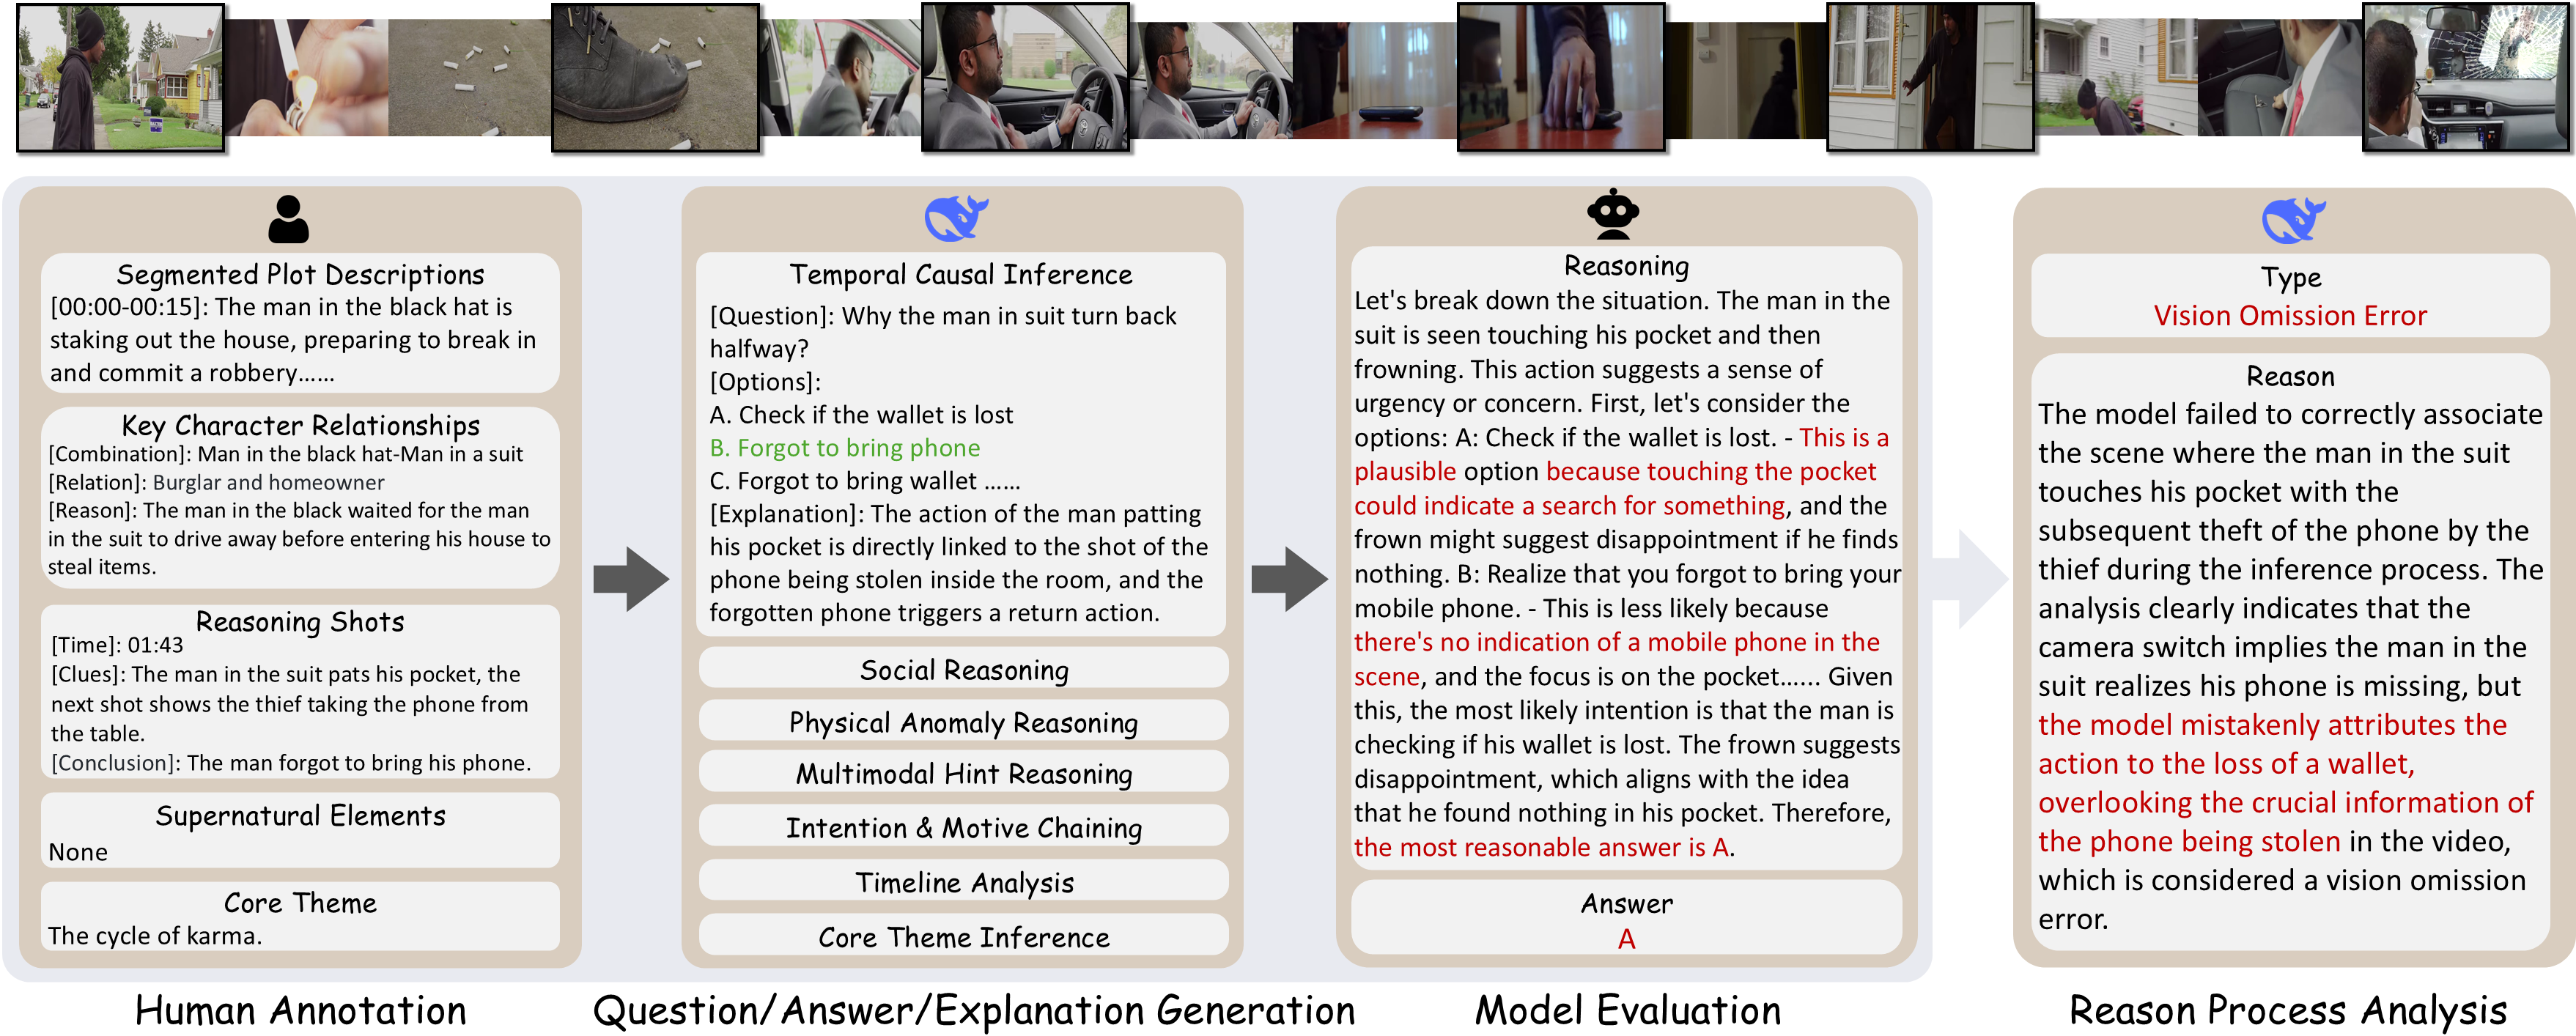 Segmented Plot Descriptions
[00:00-00:15]: The man in the black hat is
staking out the house, preparing to break in
and commit a robbery......
Key Character Relationships
[Combination]: Man in the black hat-Man in a suit
[Relation]: Burglar and homeowner
[Reason]: The man in the black waited for the man
in the suit to drive away before entering his house to
steal items.
Reasoning Shots
[Time]: 01:43
[Clues]: The man in the suit pats his pocket, the
next shot shows the thief taking the phone from
the table.
[Conclusion]: The man forgot to bring his phone.
Supernatural Elements
None
Core Theme
The cycle of karma.
Human Annotation
Temporal Causal Inference
[Question]: Why the man in suit turn back
halfway?
[Options]:
A. Check if the wallet is lost
B. Forgot to bring phone
C. Forgot to bring wallet ......
[Explanation]: The action of the man patting
his pocket is directly linked to the shot of the
phone being stolen inside the room, and the
forgotten phone triggers a return action.
Social Reasoning
Physical Anomaly Reasoning
Multimodal Hint Reasoning
Intention & Motive Chaining
Timeline Analysis
Core Theme Inference
Question/Answer/Explanation Generation
Reasoning
Let's break down the situation. The man in the
suit is seen touching his pocket and then
frowning. This action suggests a sense of
urgency or concern. First, let's consider the
options: A: Check if the wallet is lost. - This is a
plausible option because touching the pocket
could indicate a search for something, and the
frown might suggest disappointment if he finds
nothing. B: Realize that you forgot to bring your
mobile phone. - This is less likely because
there's no indication of a mobile phone in the
scene, and the focus is on the pocket...... Given
this, the most likely intention is that the man is
checking if his wallet is lost. The frown suggests
disappointment, which aligns with the idea
that he found nothing in his pocket. Therefore,
the most reasonable answer is A.
Answer
A
Model Evaluation
Type
Vision Omission Error
Reason
The model failed to correctly associate
the scene where the man in the suit
touches his pocket with the
subsequent theft of the phone by the
thief during the inference process. The
analysis clearly indicates that the
camera switch implies the man in the
suit realizes his phone is missing, but
the model mistakenly attributes the
action to the loss of a wallet,
overlooking the crucial information of
the phone being stolen in the video,
which is considered a vision omission
error.
Reason Process Analysis